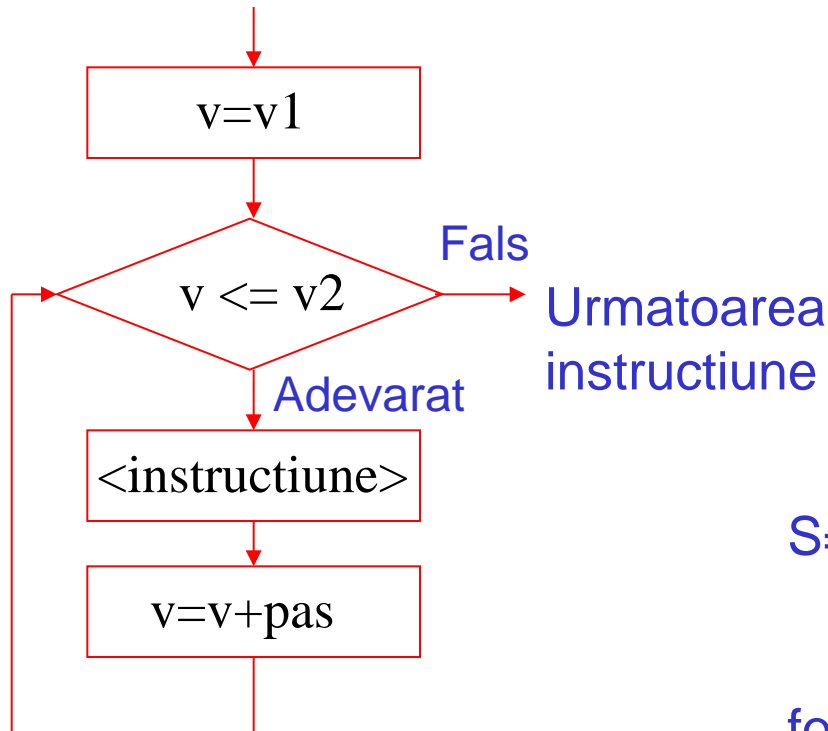 v=v1
Fals
v <= v2
Urmatoarea
instructiune
Adevarat
<instructiune>
S=
v=v+pas